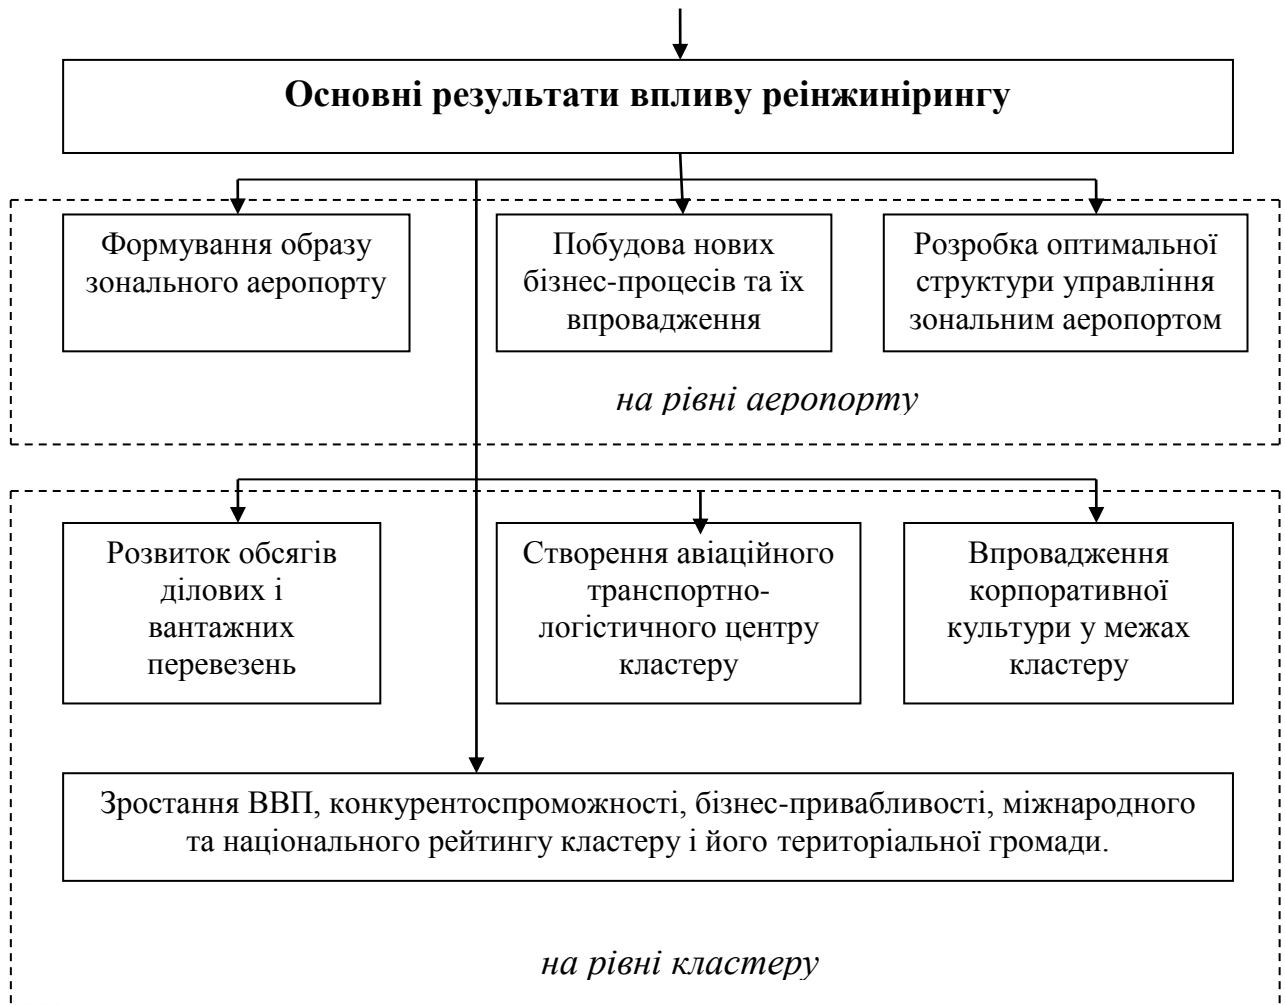 Основні результати впливу реінжинірингу
Формування образу
зонального аеропорту
Побудова нових
бізнес-процесів та їх
впровадження
Розробка оптимальної
структури управління
зональним аеропортом
на рівні аеропорту
Розвиток обсягів
ділових і
вантажних
перевезень
Створення авіаційного
транспортно-
логістичного центру
кластеру
Впровадження
корпоративної
культури у межах
кластеру
Зростання ВВП, конкурентоспроможності, бізнес-привабливості, міжнародного
та національного рейтингу кластеру і його територіальної громади.
на рівні кластеру